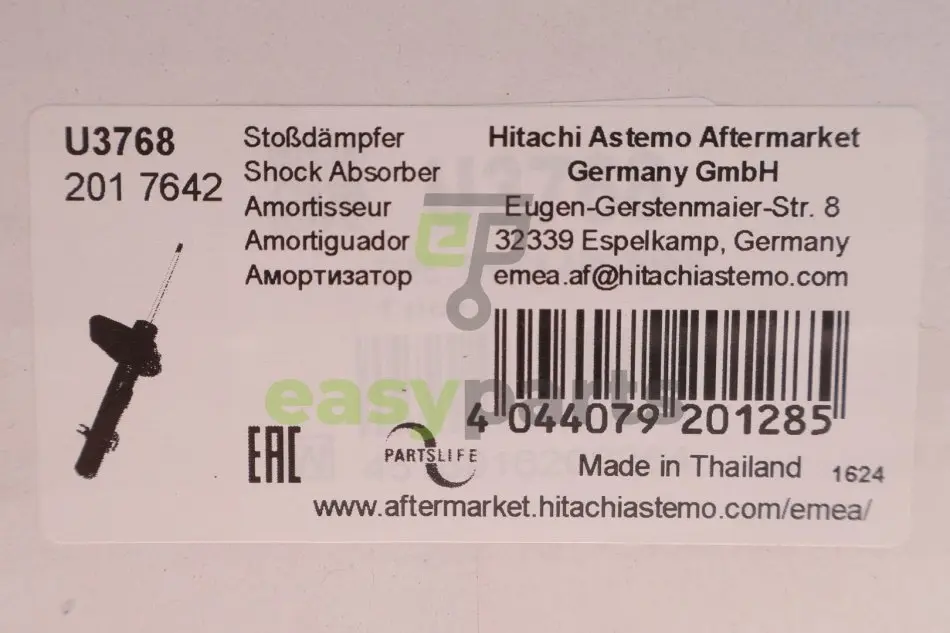 U3768
201 7642
Stoßdämpfer
Shock Absorber
Amortisseur
Amortiguador
Амортизатор
Hitachi Astemo Aftermarket
Germany GmbH
Eugen-Gerstenmaier-Str. 8
32339 Espelkamp, Germany
emea.af@hitachiastemo.com
ep
easyparts
4 044079 201285
EAC
PARTSLIFE
Made in Thailand 1624
www.aftermarket.hitachiastemo.com/emea/